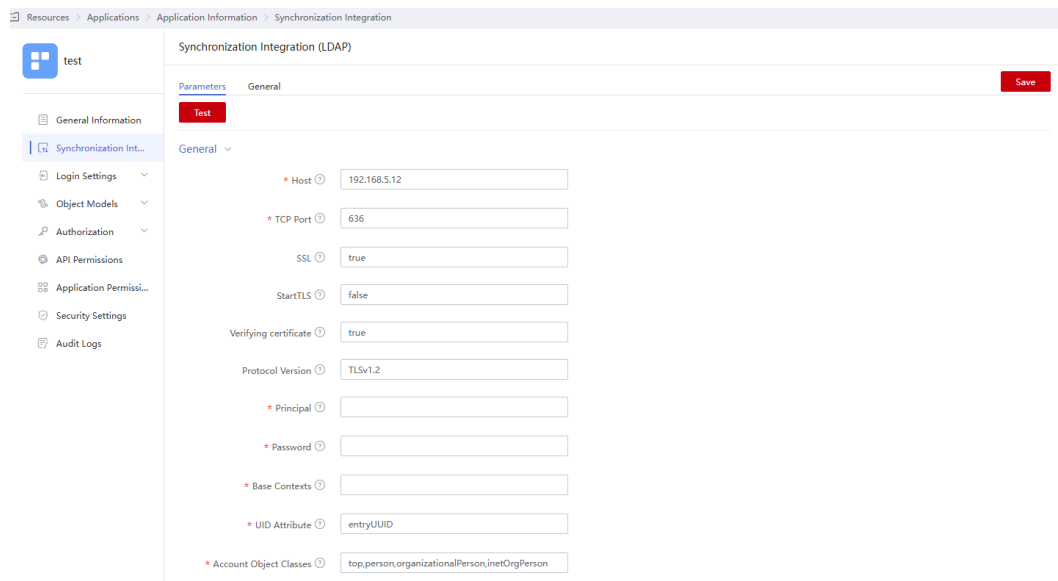 Resources > Applications > Application Information > Synchronization Integration
test
Synchronization Integration (LDAP)
Parameters General
Save
Test
General Information
Synchronization Int...
Login Settings
Object Models
Authorization
API Permissions
Application Permissi...
Security Settings
Audit Logs
General
* Host ? 192.168.5.12
* TCP Port ? 636
SSL ? true
StartTLS ? false
Verifying certificate ? true
Protocol Version ? TLSv1.2
* Principal ?
* Password ?
* Base Contexts ?
* UID Attribute ? entryUUID
* Account Object Classes ? top,person,organizationalPerson,inetOrgPerson